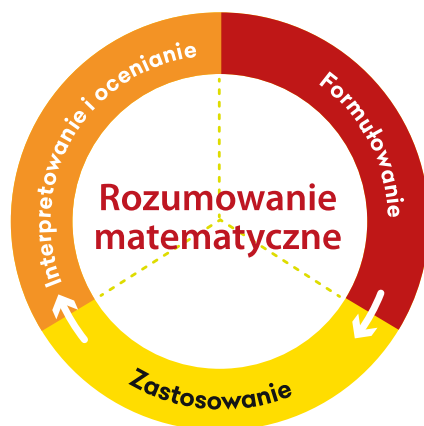 Interpretowanie i ocenianie
Formułowanie
Rozumowanie
matematyczne
Zastosowanie